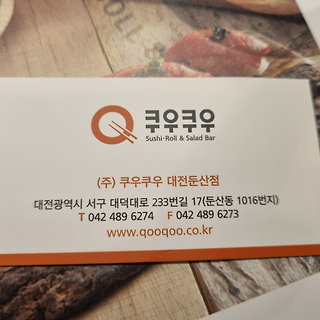 ROLL
쿠우쿠우
Sushi·Roll & Salad Bar
(주) 쿠우쿠우 대전둔산점
대전광역시 서구 대덕대로 233번길 17(둔산동 1016번지)
T 042 489 6274 F 042 489 6273
www.qooqoo.co.kr